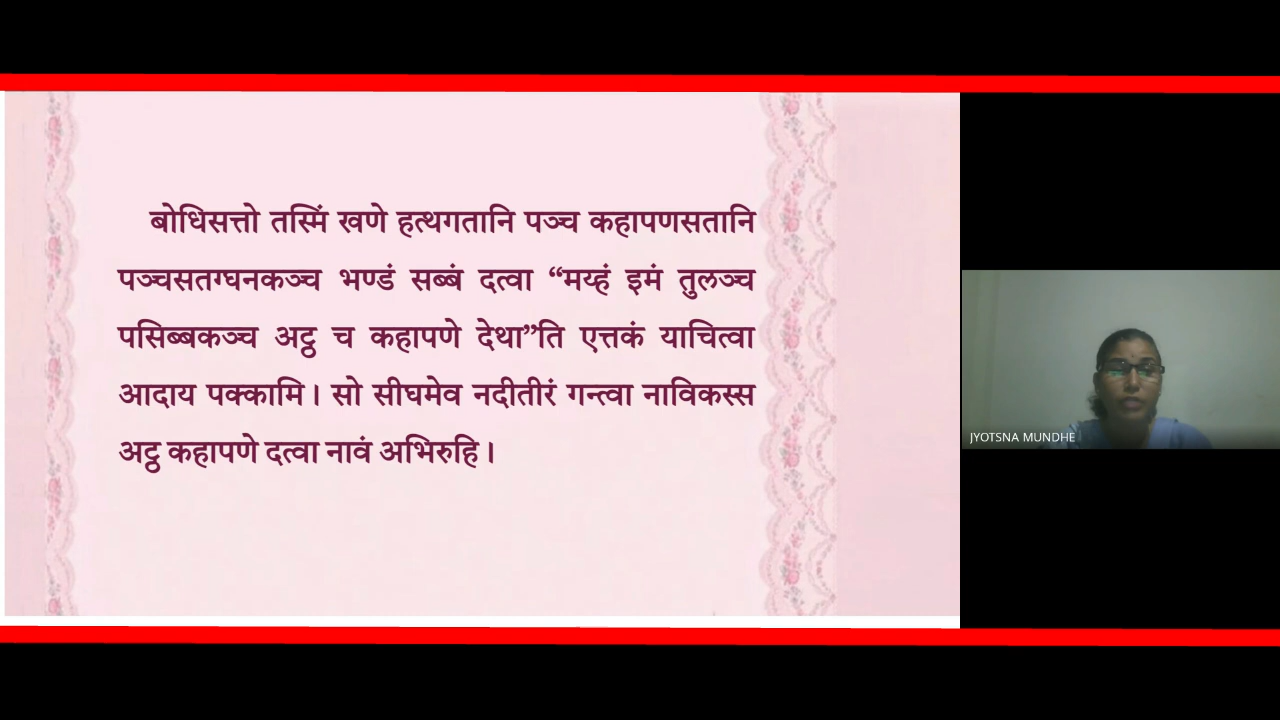 बोधिसत्तो तस्मिं खणे हत्थगतानि पञ्च कहापणसतानि
पञ्चसतग्घनकञ्च भण्डं सब्बं दत्वा “मय्हं इमं तुलञ्च
पसिब्बकञ्च अट्ठ च कहापणे देथा”ति एत्तकं याचित्वा
आदाय पक्कामि। सो सीघमेव नदीतीरं गन्त्वा नाविकस्स
अट्ठ कहापणे दत्वा नावं अभिरुहि।
JYOTSNA MUNDHE